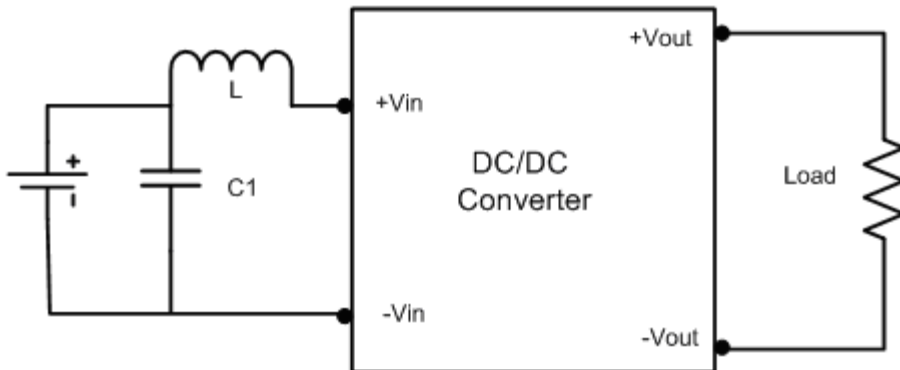 +Vout
L
+Vin
+
DC/DC
Converter
C1
Load
-Vin
-Vout